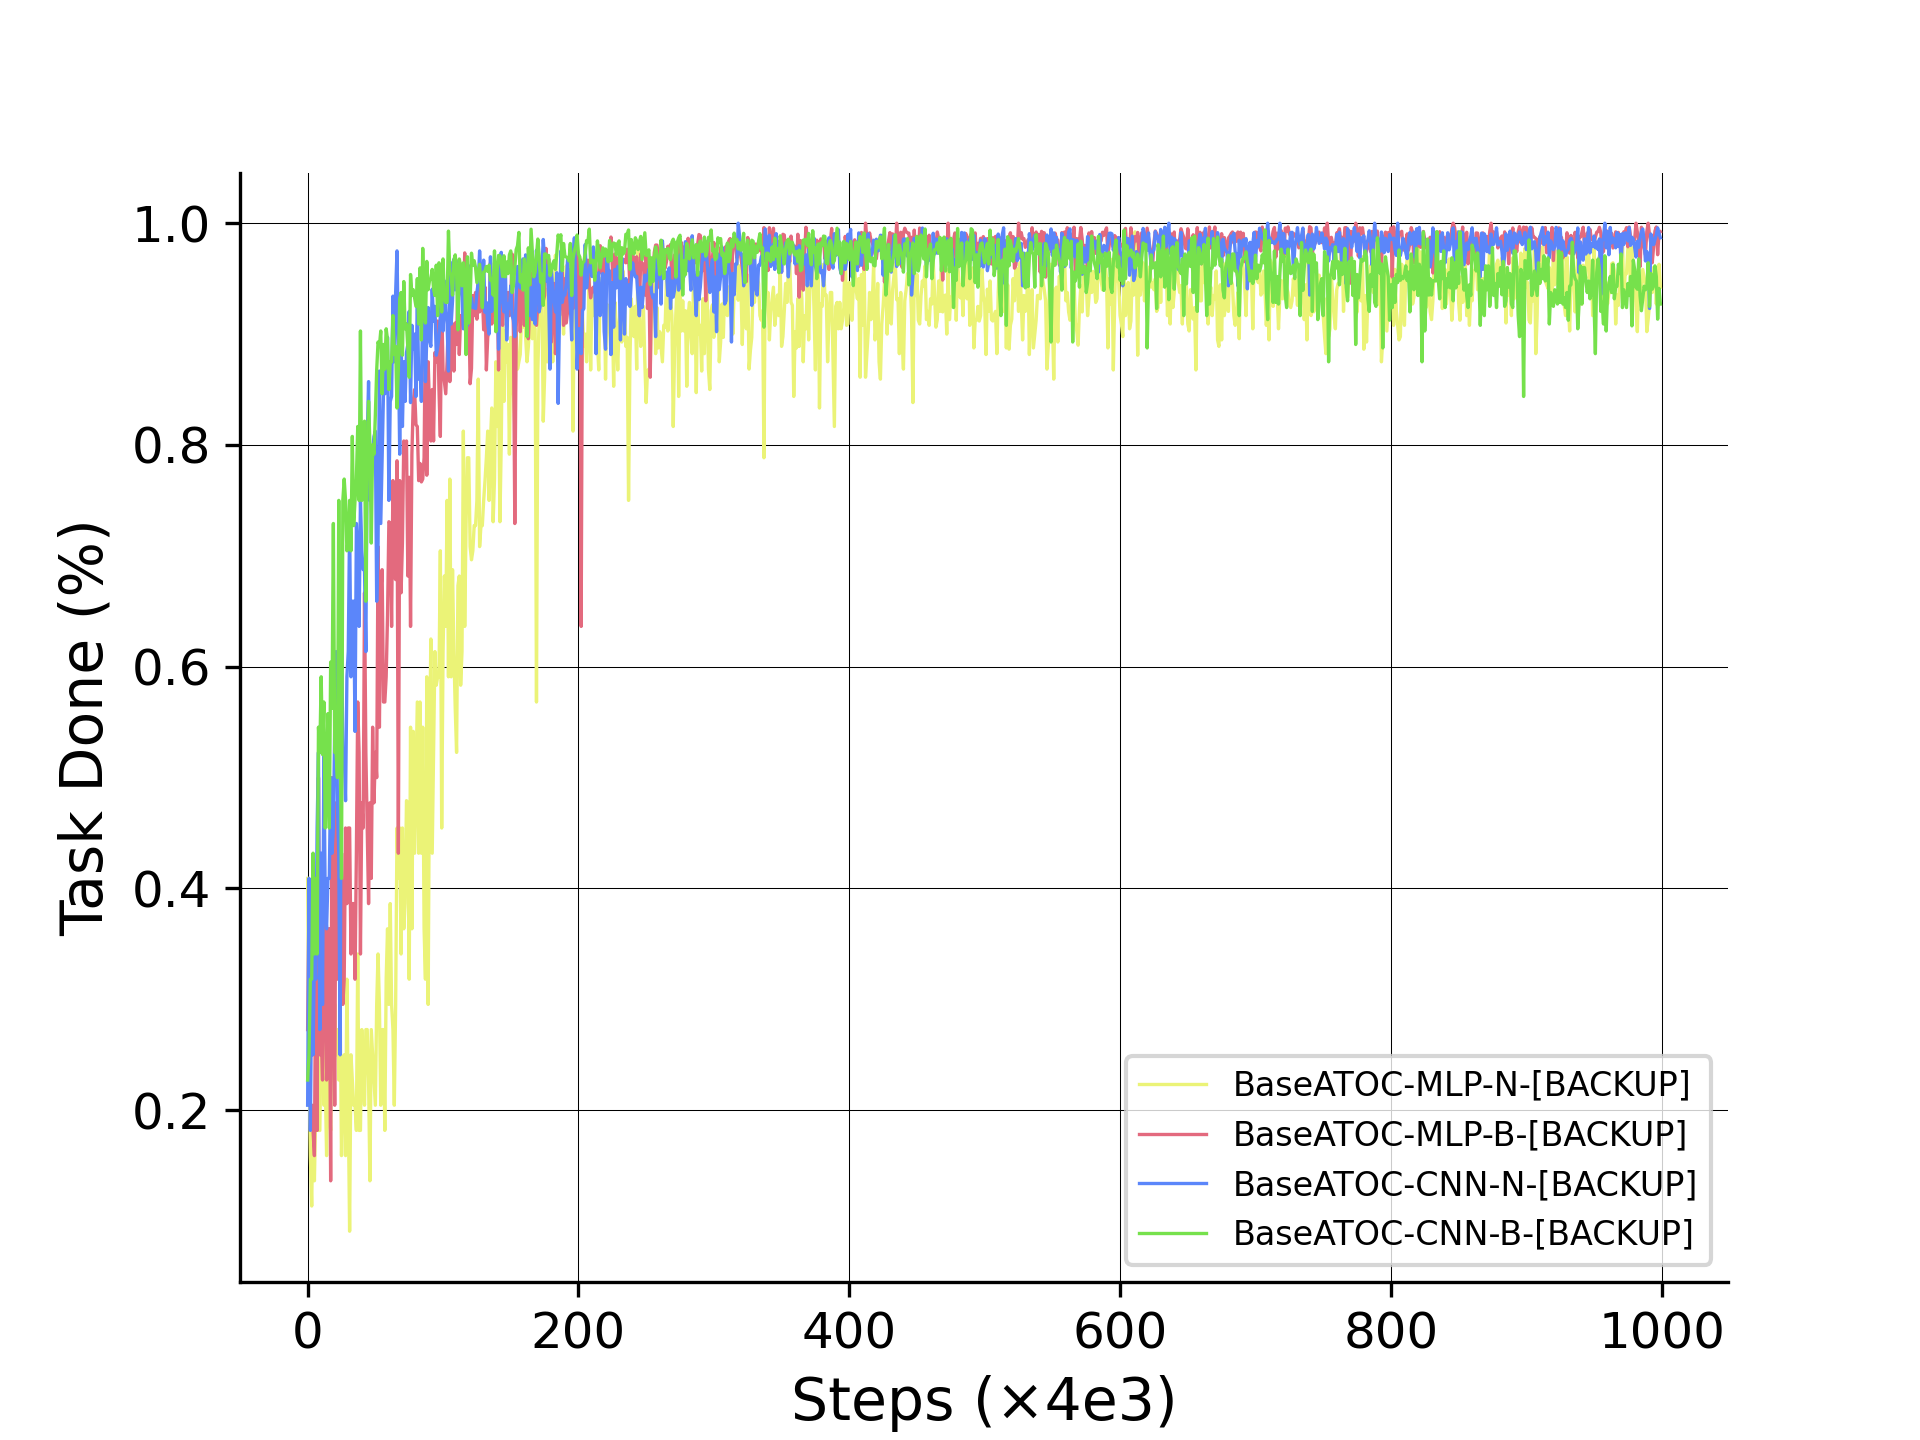 1.0
0.8
0.6
0.4
0.2
Task Done (%)
0 200 400 600 800 1000
Steps (×4e3)
BaseATOC-MLP-N-[BACKUP]
BaseATOC-MLP-B-[BACKUP]
BaseATOC-CNN-N-[BACKUP]
BaseATOC-CNN-B-[BACKUP]